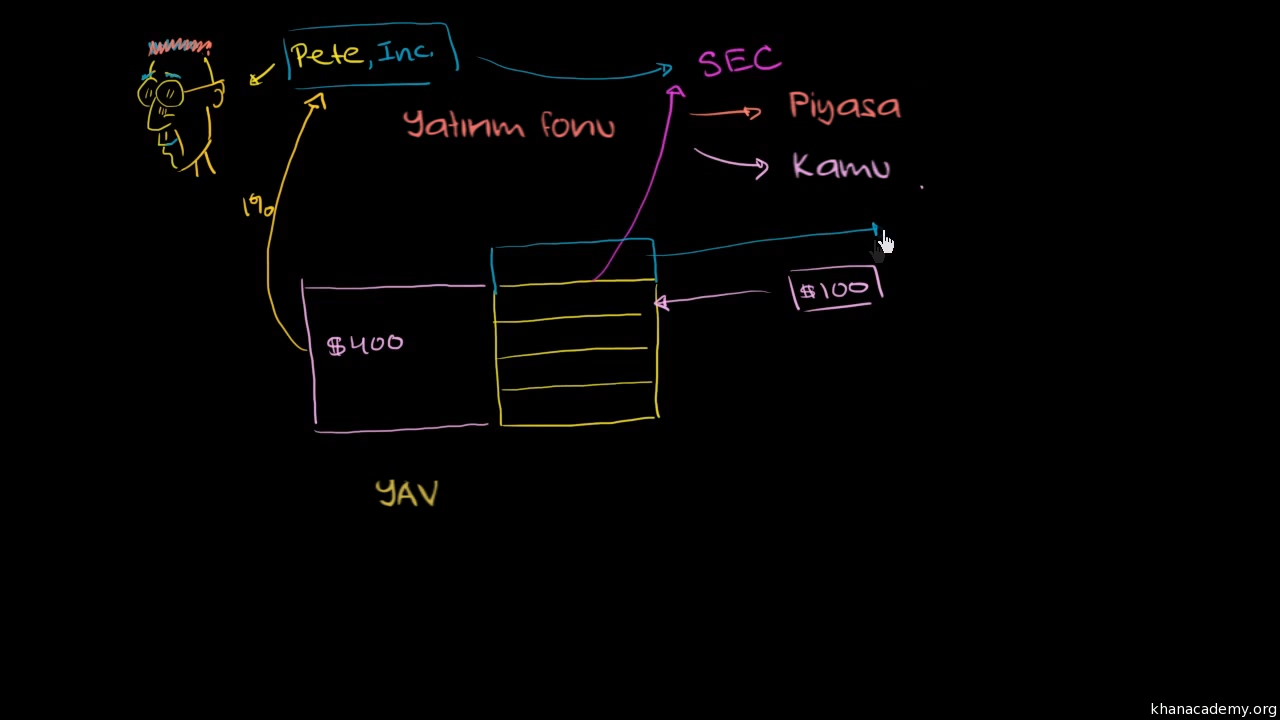 Pete, Inc.
SEC
Yatırım fonu
Piyasa
Kamu
1%
$100
$400
YAV
khanacademy.org